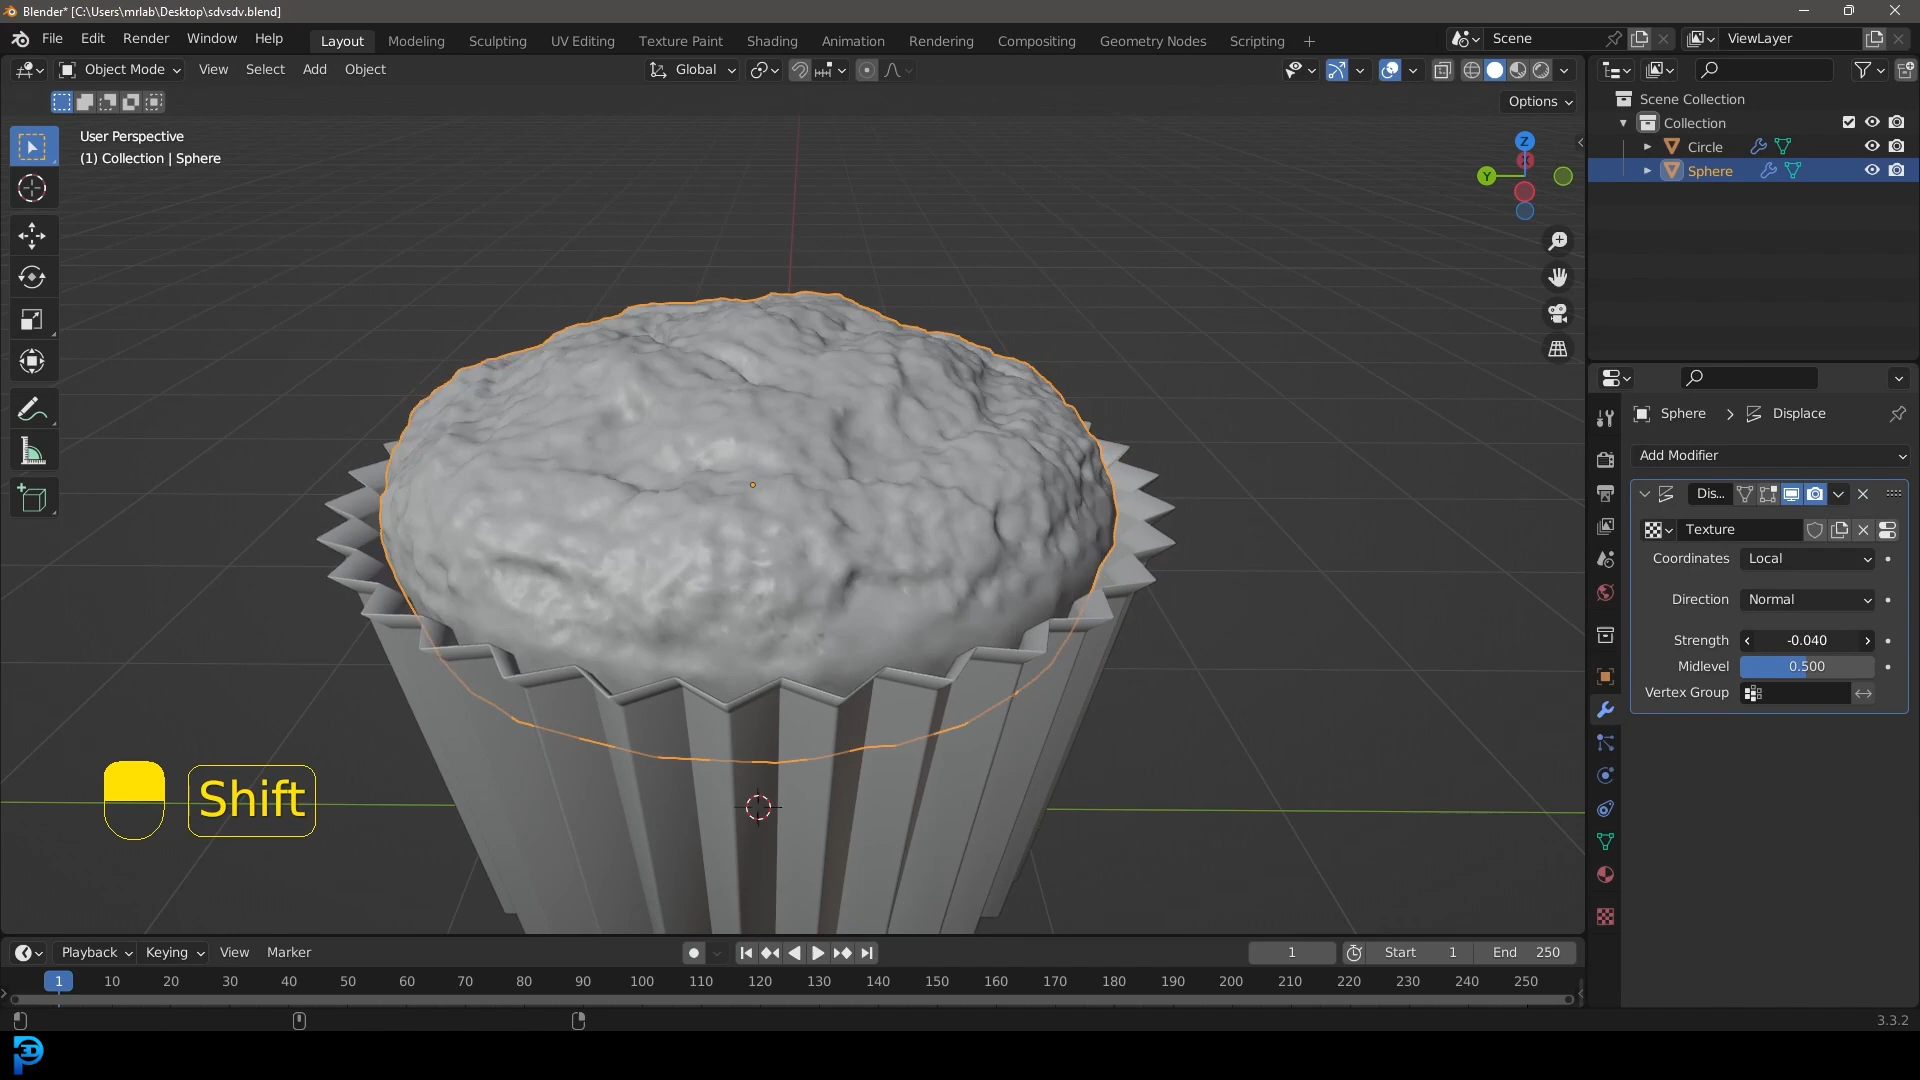 Blender* [C:\Users\mrlab\Desktop\sdvsdv.blend]
File Edit Render Window Help
Layout Modeling Sculpting UV Editing Texture Paint Shading Animation Rendering Compositing Geometry Nodes Scripting +
Scene
ViewLayer
Object Mode View Select Add Object
Global
Options
User Perspective
(1) Collection | Sphere
Z
Y
X
Scene Collection
Collection
Circle
Sphere
Sphere > Displace
Add Modifier
Dis...
Texture
Coordinates Local
Direction Normal
Strength -0.040
Midlevel 0.500
Vertex Group
Shift
Playback Keying View Marker
1
Start 1
End 250
1 10 20 30 40 50 60 70 80 90 100 110 120 130 140 150 160 170 180 190 200 210 220 230 240 250
3.3.2
3D